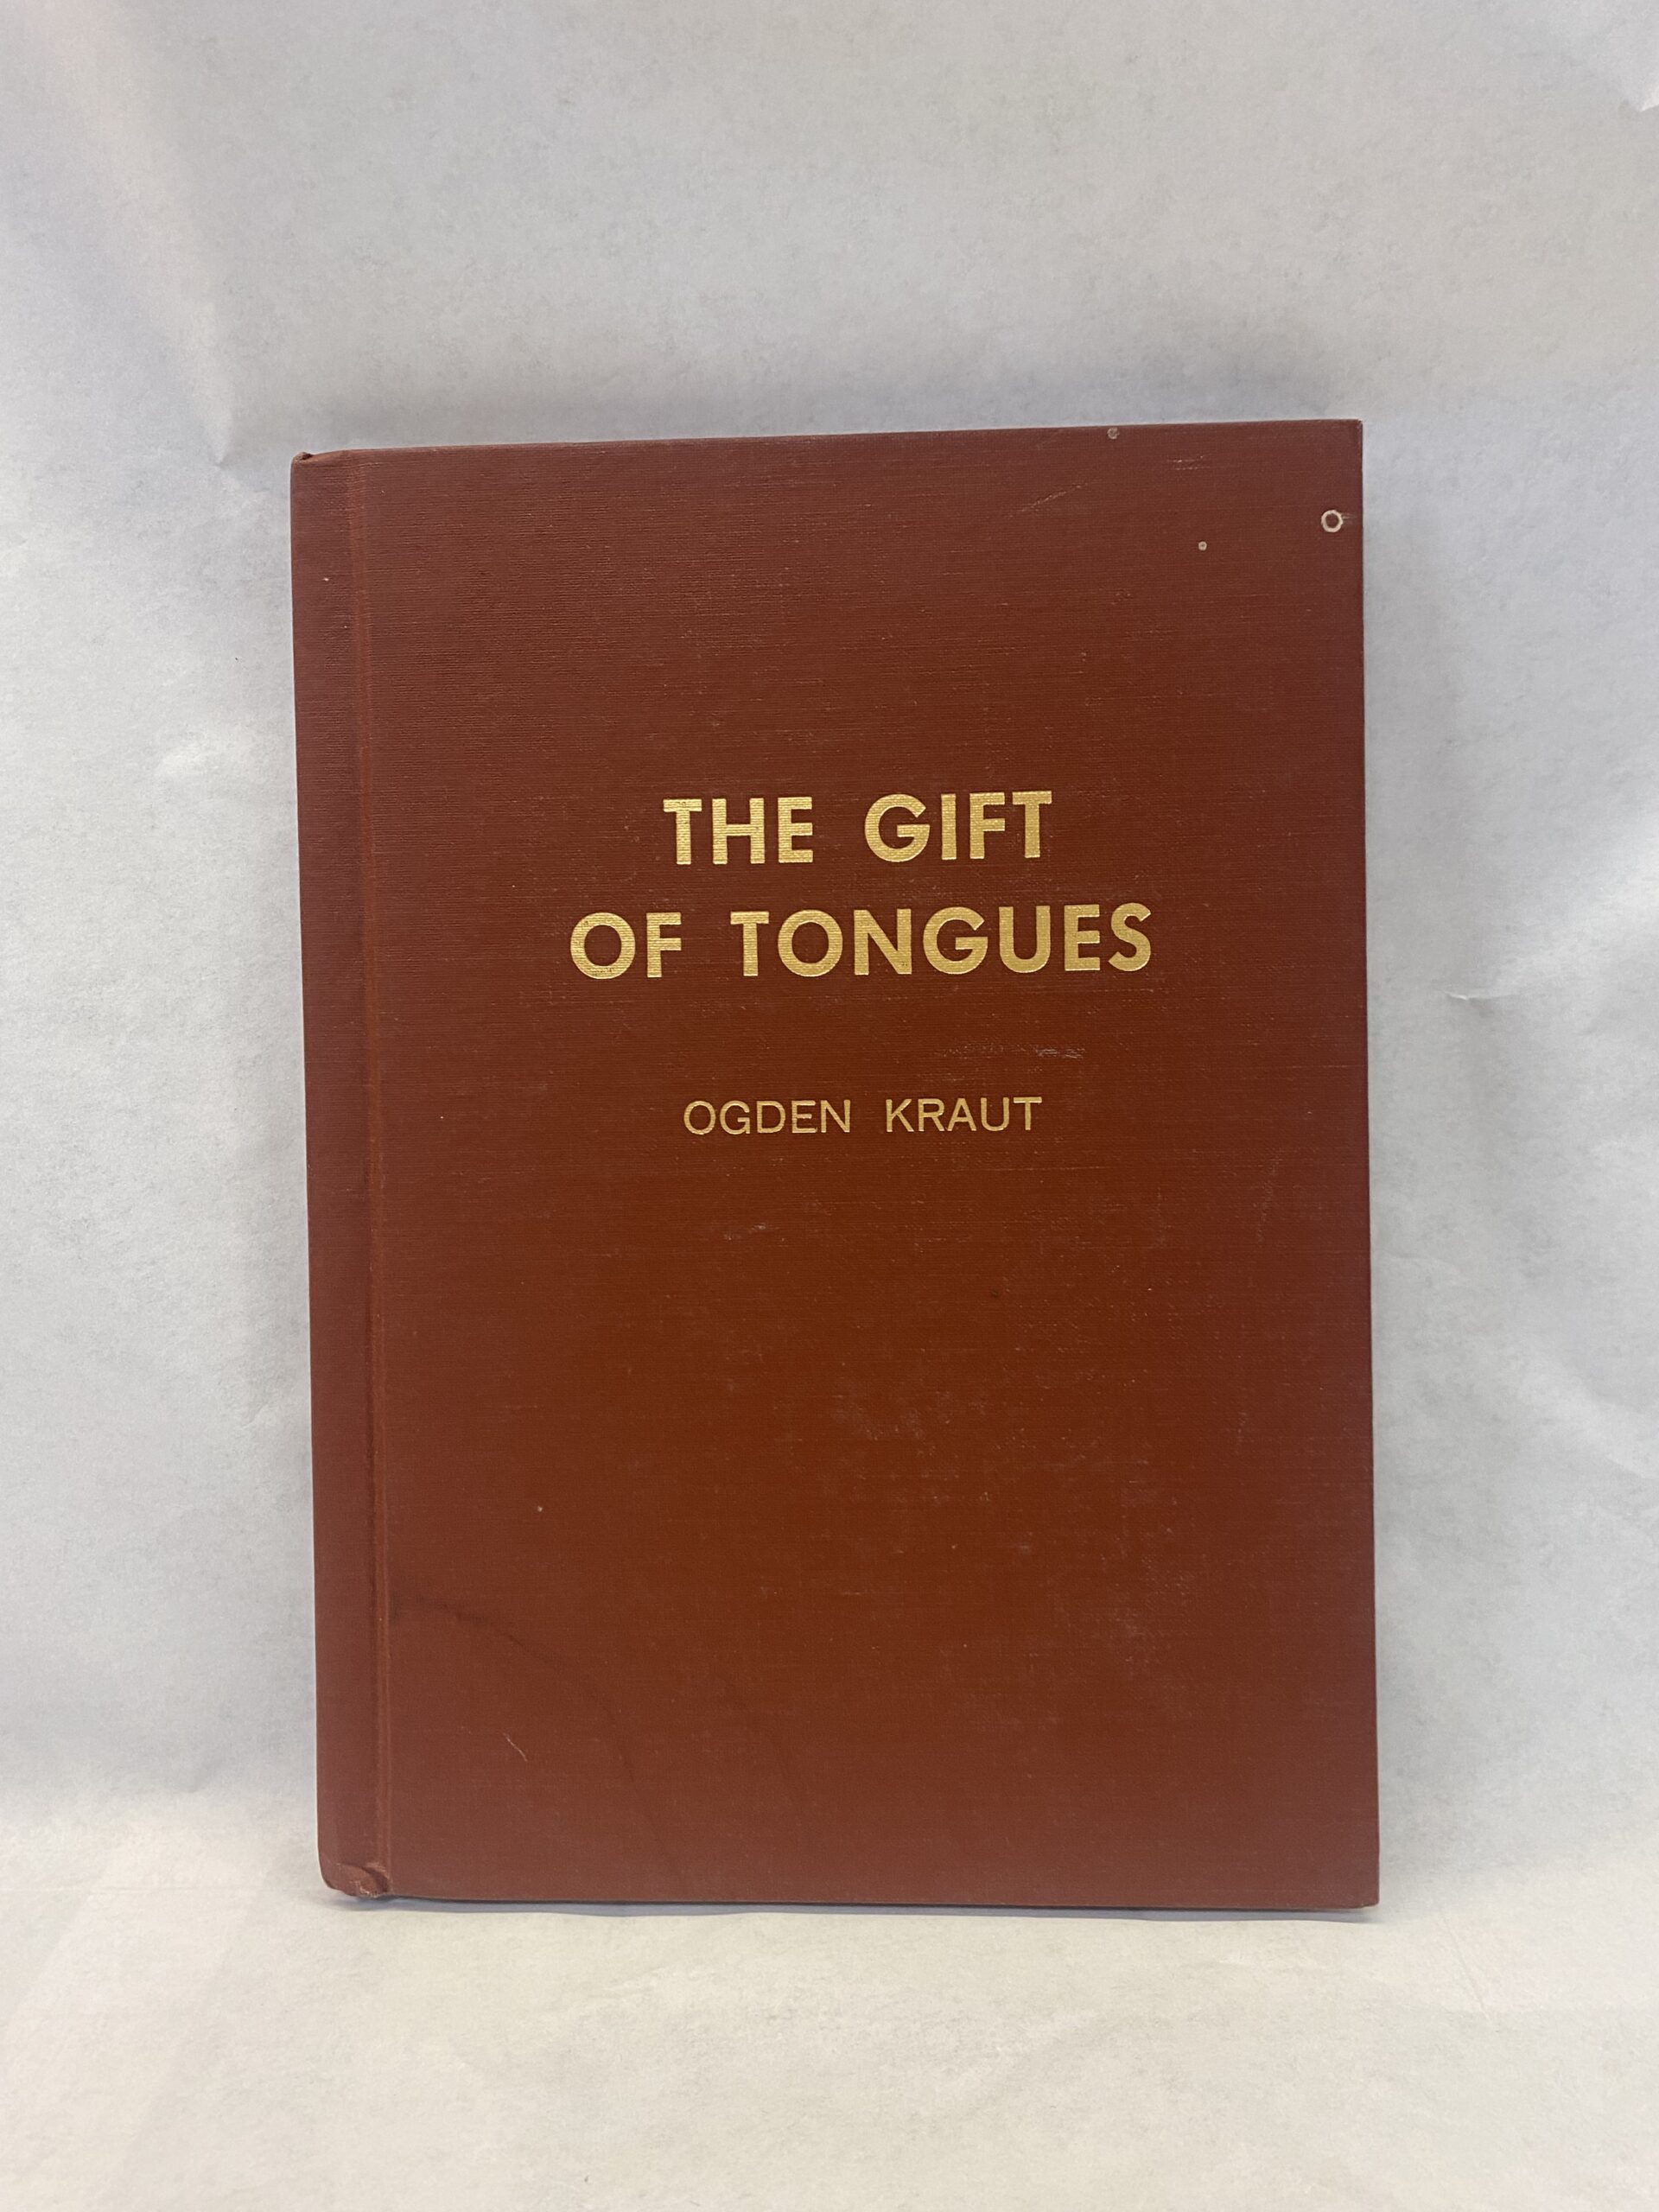 THE GIFT
OF TONGUES
OGDEN KRAUT